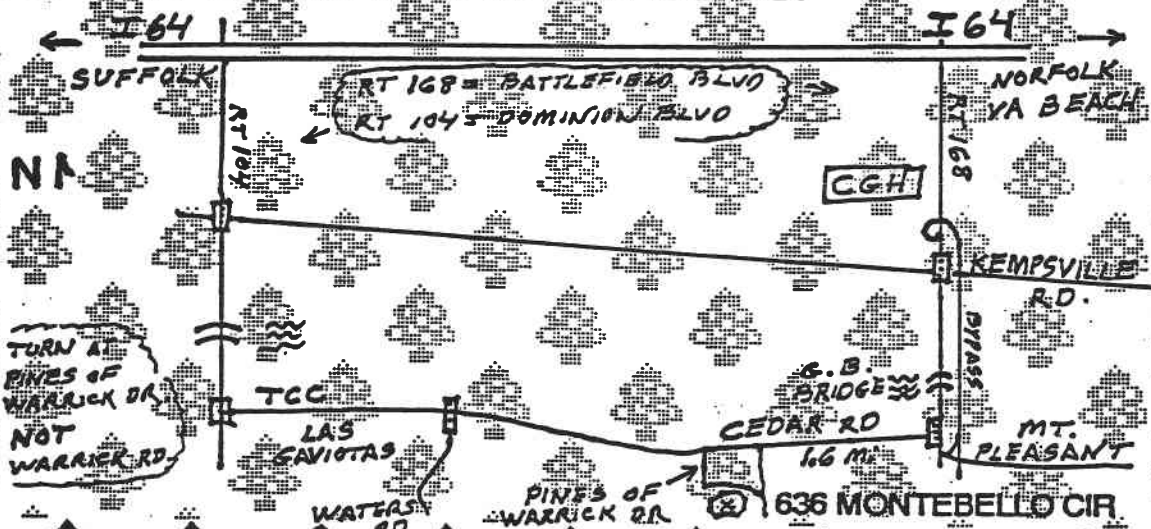 I 64
I 64
SUFFOLK
RT 168 = BATTLEFIELD BLVD
RT 104 = DOMINION BLVD
NORFOLK
VA BEACH
RT 104
RT 168
CGH
KEMPSVILLE
RD.
BYPASS
TURN AT
PINES OF
WARRICK DR
NOT
WARRICK RD
TCC
LAS
GAVIOTAS
G.B.
BRIDGE
CEDAR RD
1.6 Mi
MT.
PLEASANT
WATERS
RD
PINES OF
WARRICK DR
636 MONTEBELLO CIR